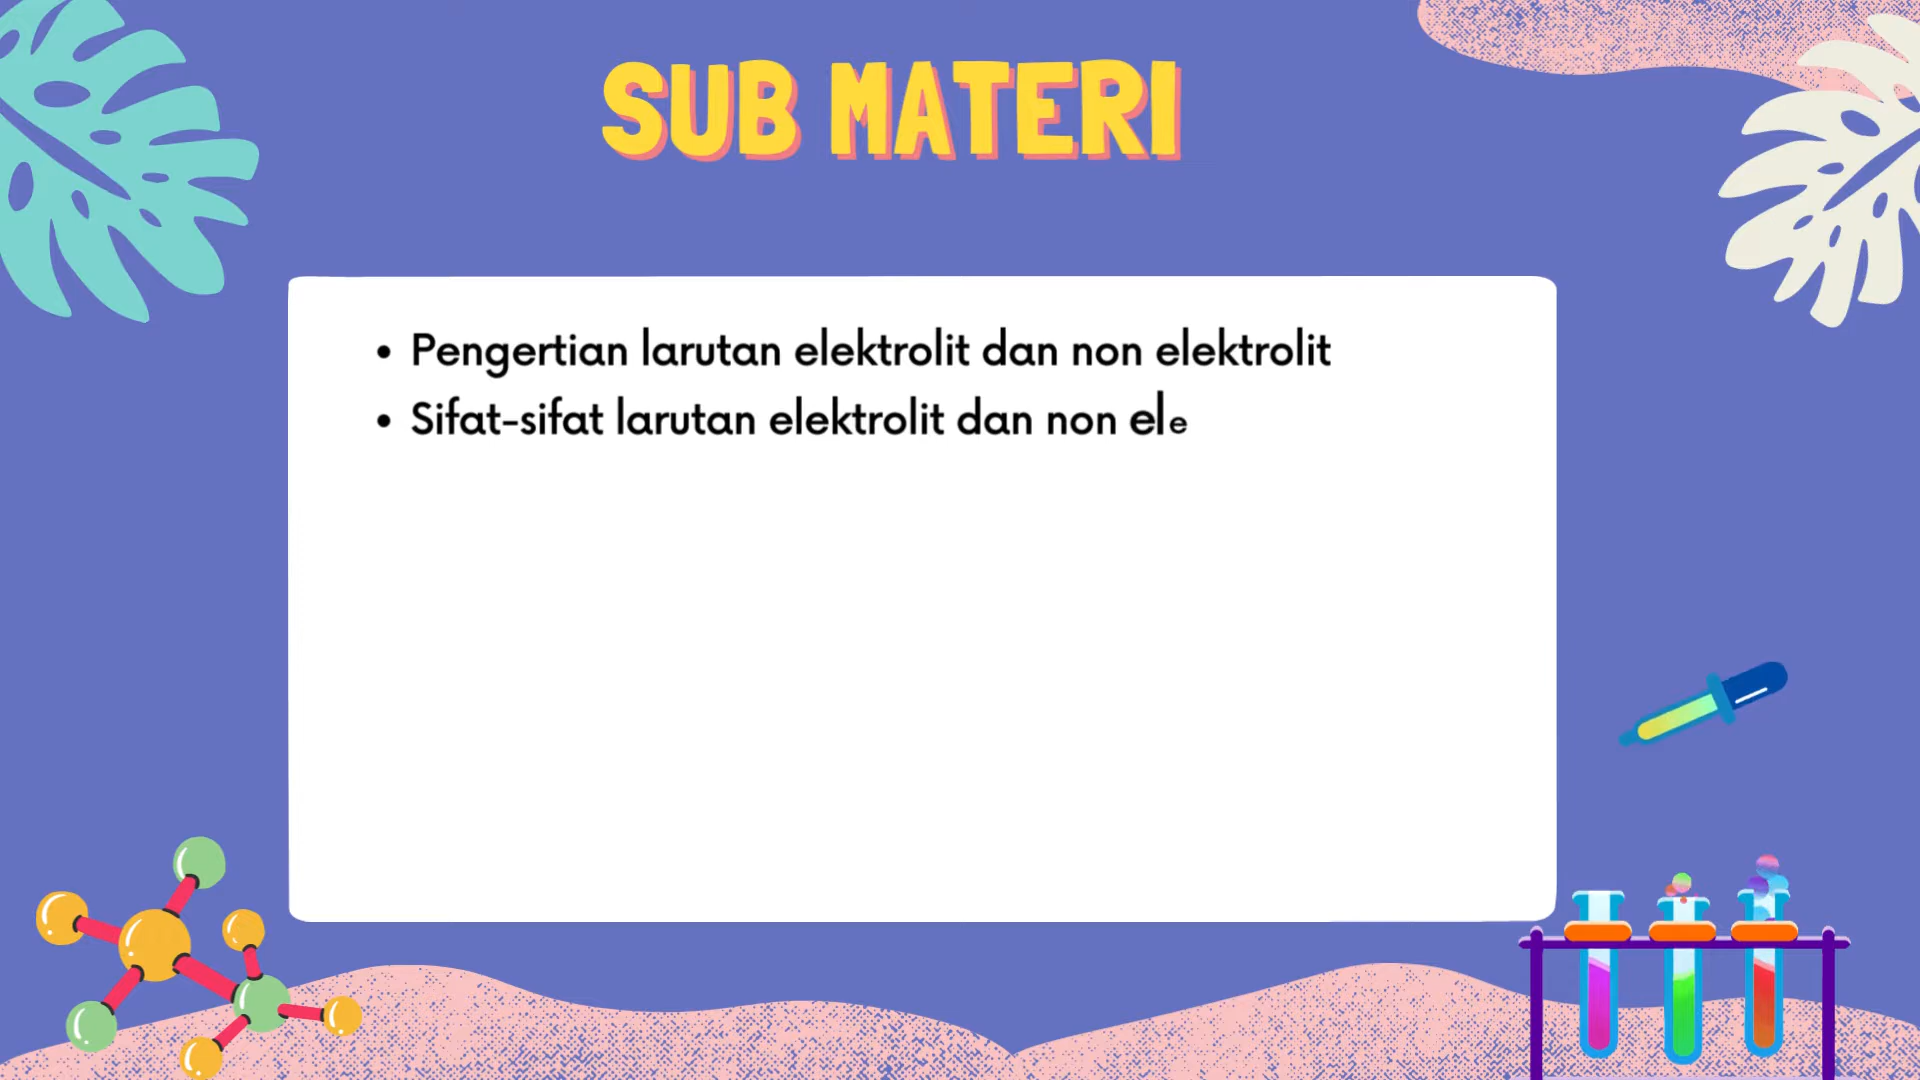 SUB MATERI
• Pengertian larutan elektrolit dan non elektrolit
• Sifat-sifat larutan elektrolit dan non ele